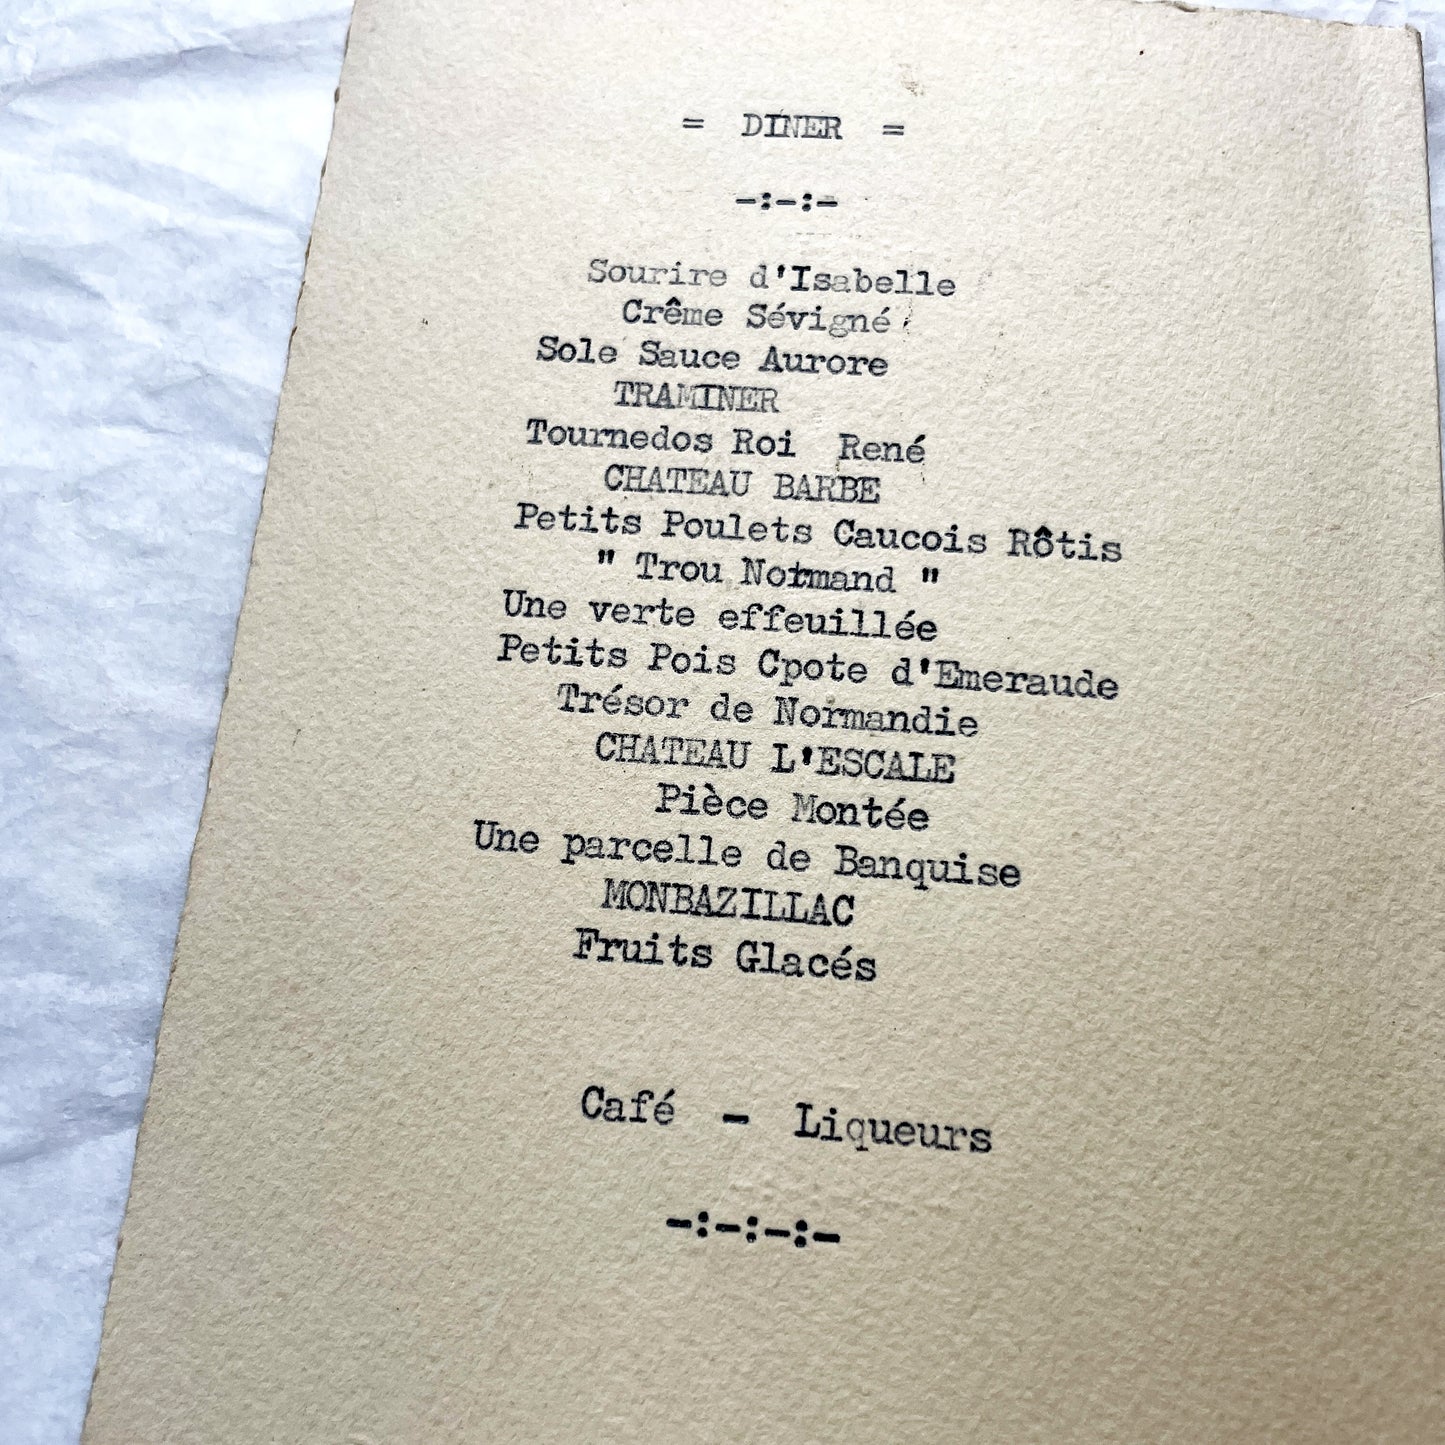 = DINER =
-:-:-
Sourire d'Isabelle
Crême Sévigné
Sole Sauce Aurore
TRAMINER
Tournedos Roi René
CHATEAU BARBE
Petits Poulets Caucois Rôtis
" Trou Normand "
Une verte effeuillée
Petits Pois Cpote d'Emeraude
Trésor de Normandie
CHATEAU L'ESCALE
Pièce Montée
Une parcelle de Banquise
MONBAZILLAC
Fruits Glacés
Café - Liqueurs
-:-:-:-